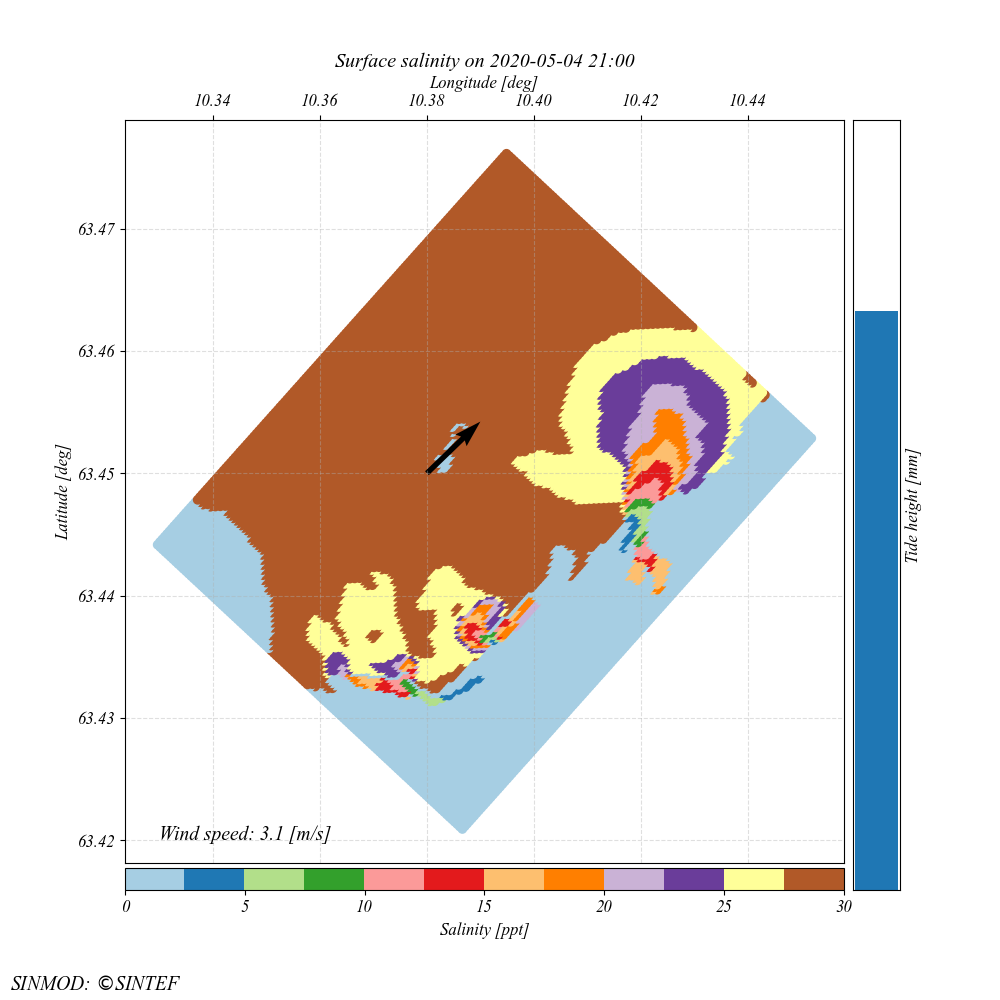 Surface salinity on 2020-05-04 21:00
Longitude [deg]
10.34 10.36 10.38 10.40 10.42 10.44
63.47
63.46
63.45
63.44
63.43
63.42
Latitude [deg]
Tide height [mm]
Wind speed: 3.1 [m/s]
0 5 10 15 20 25 30
Salinity [ppt]
SINMOD: ©SINTEF